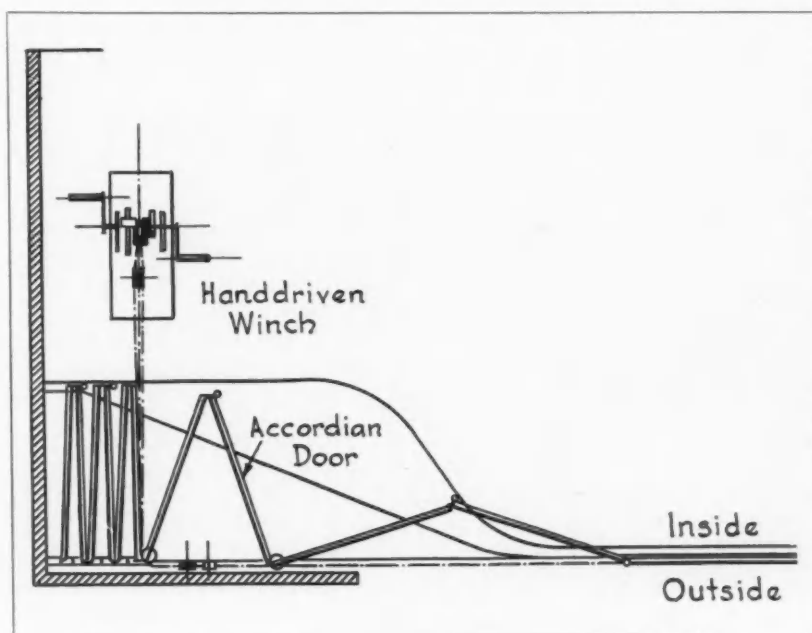 Handdriven
Winch
Accordian
Door
Inside
Outside